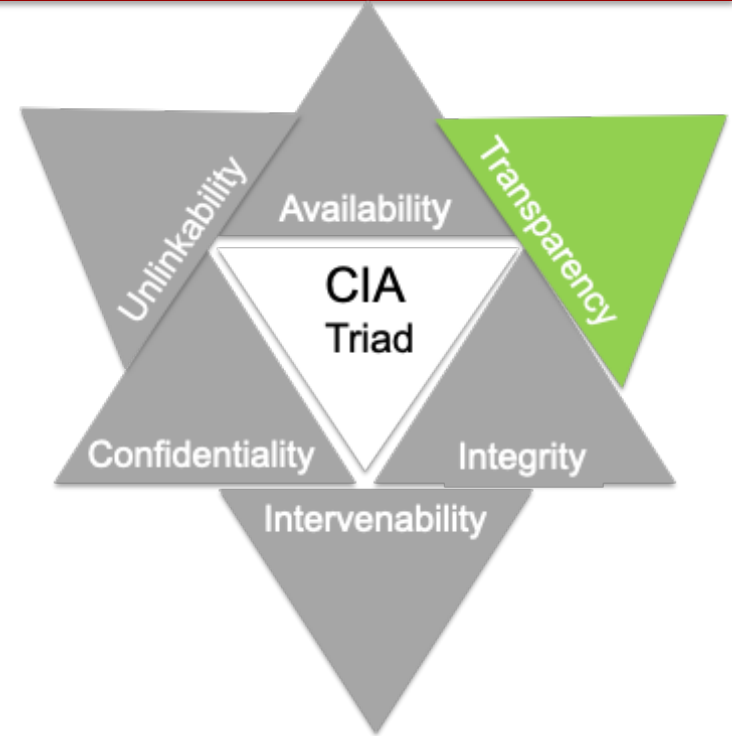 Availability
Unlinkability
Transparency
CIA
Triad
Confidentiality
Integrity
Intervenability